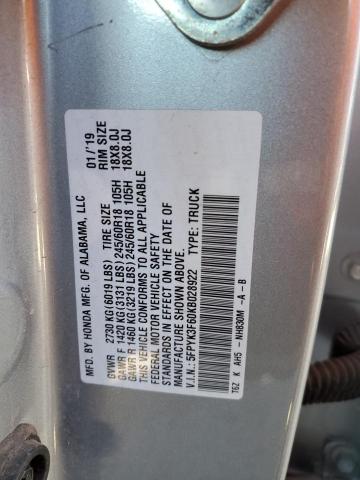 MFD. BY HONDA MFG. OF ALABAMA, LLC 01/'19
TIRE SIZE RIM SIZE
GVWR 2730 KG(6019 LBS)
GAWR F 1420 KG(3131 LBS) 245/60R18 105H 18X8.0J
GAWR R 1460 KG(3219 LBS) 245/60R18 105H 18X8.0J
THIS VEHICLE CONFORMS TO ALL APPLICABLE
FEDERAL MOTOR VEHICLE SAFETY
STANDARDS IN EFFECT ON THE DATE OF
MANUFACTURE SHOWN ABOVE.
V.I.N.: 5FPYK3F60KB028922 TYPE: TRUCK
T6Z K AH5 - NH830M -A -B